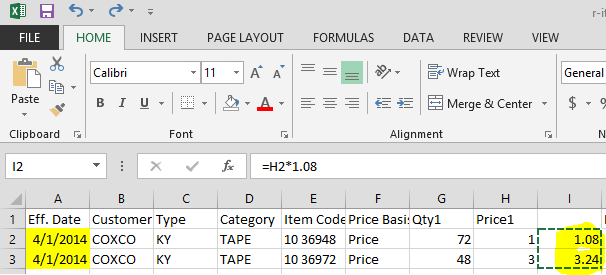 r-it
FILE HOME INSERT PAGE LAYOUT FORMULAS DATA REVIEW VIEW
Paste Calibri 11 A A Wrap Text General
B I U A Merge & Center $ %
Clipboard Font Alignment
I2 fx =H2*1.08
A B C D E F G H I
1 Eff. Date Customer Type Category Item Code Price Basis Qty1 Price1
2 4/1/2014 COXCO KY TAPE 10 36948 Price 72 1 1.08
3 4/1/2014 COXCO KY TAPE 10 36972 Price 48 3 3.24